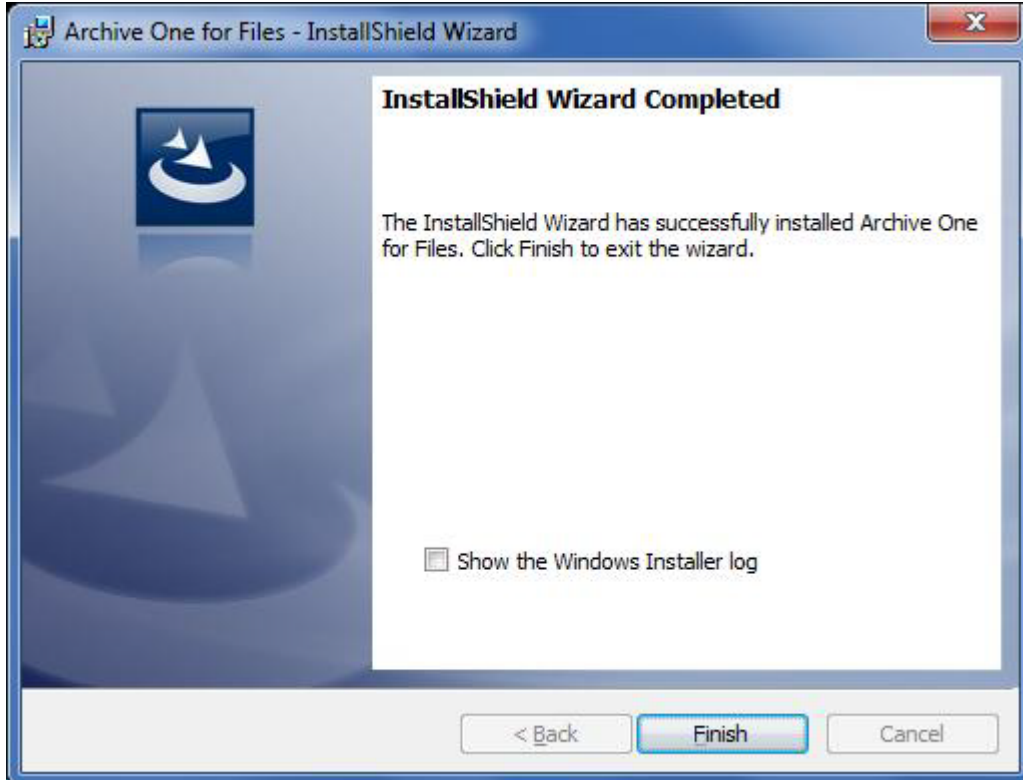 Archive One for Files - InstallShield Wizard
InstallShield Wizard Completed
The InstallShield Wizard has successfully installed Archive One
for Files. Click Finish to exit the wizard.
Show the Windows Installer log
< Back
Finish
Cancel